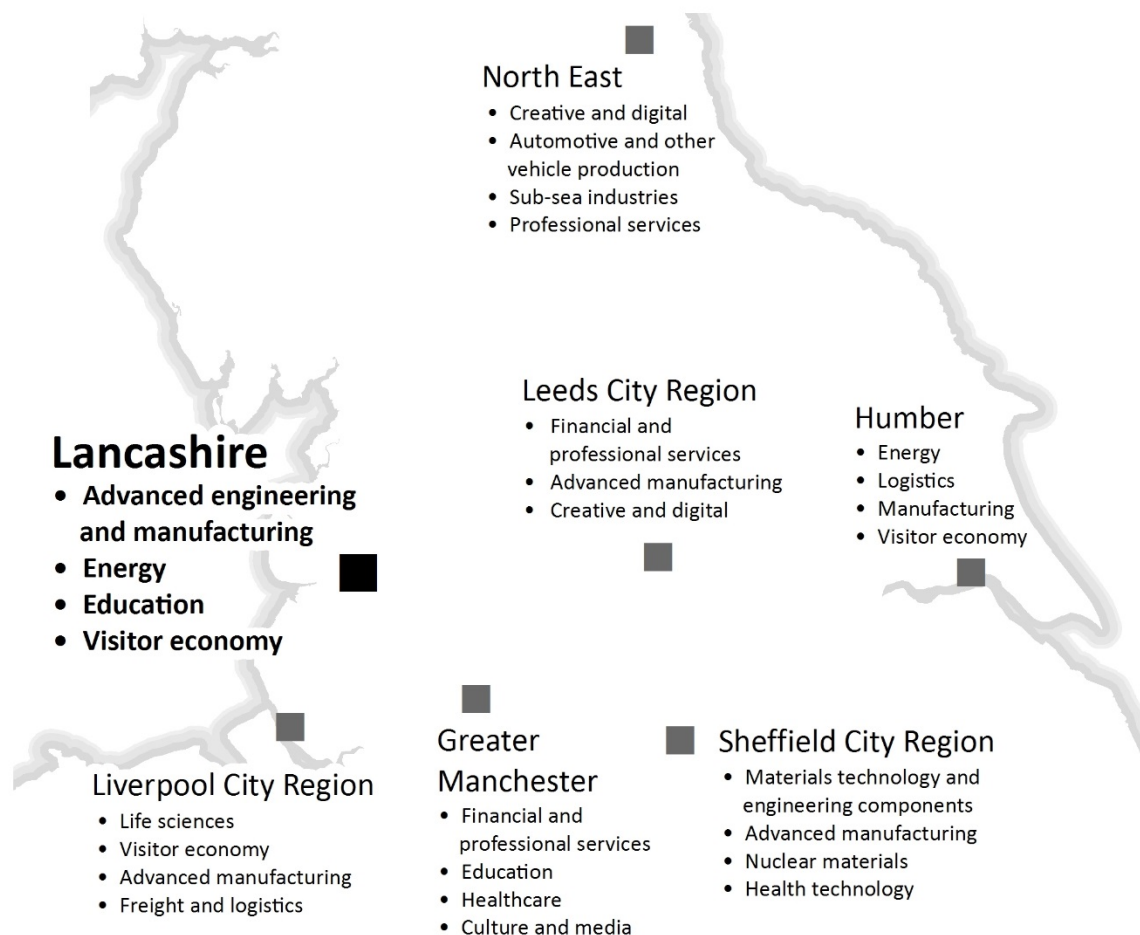 North East
• Creative and digital
• Automotive and other
vehicle production
• Sub-sea industries
• Professional services
Leeds City Region
• Financial and
professional services
• Advanced manufacturing
• Creative and digital
Humber
• Energy
• Logistics
• Manufacturing
• Visitor economy
Lancashire
• Advanced engineering
and manufacturing
• Energy
• Education
• Visitor economy
Liverpool City Region
• Life sciences
• Visitor economy
• Advanced manufacturing
• Freight and logistics
Greater
Manchester
• Financial and
professional services
• Education
• Healthcare
• Culture and media
Sheffield City Region
• Materials technology and
engineering components
• Advanced manufacturing
• Nuclear materials
• Health technology